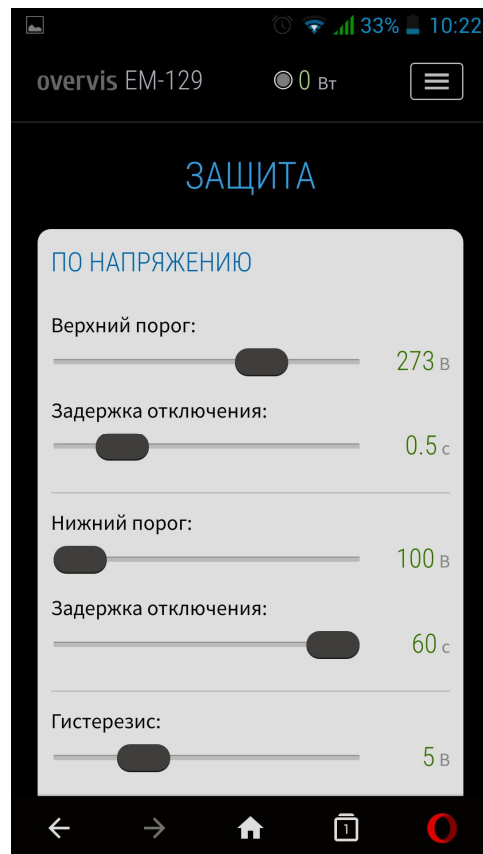 33% 10:22
overvis EM-129 0 Вт
ЗАЩИТА
ПО НАПРЯЖЕНИЮ
Верхний порог:
273 В
Задержка отключения:
0.5 с
Нижний порог:
100 В
Задержка отключения:
60 с
Гистерезис:
5 В
1